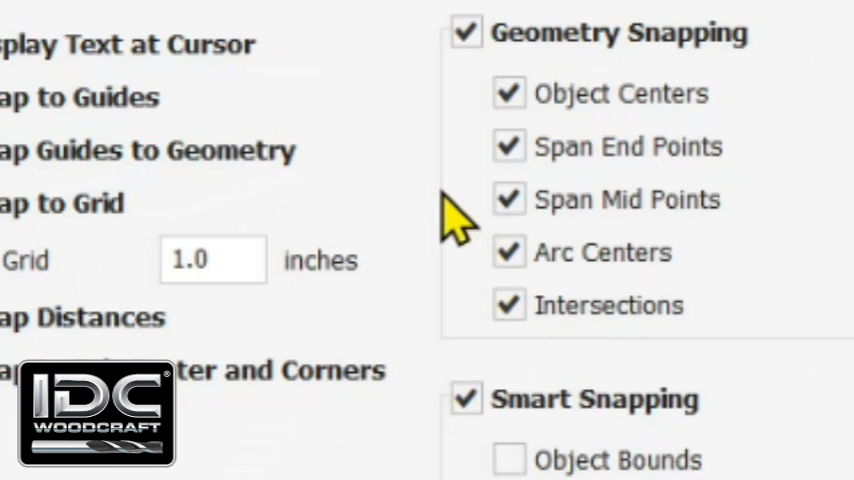 splay Text at Cursor
ap to Guides
ap Guides to Geometry
ap to Grid
Grid 1.0 inches
ap Distances
ap ter and Corners
Geometry Snapping
Object Centers
Span End Points
Span Mid Points
Arc Centers
Intersections
Smart Snapping
Object Bounds
IDC®
WOODCRAFT